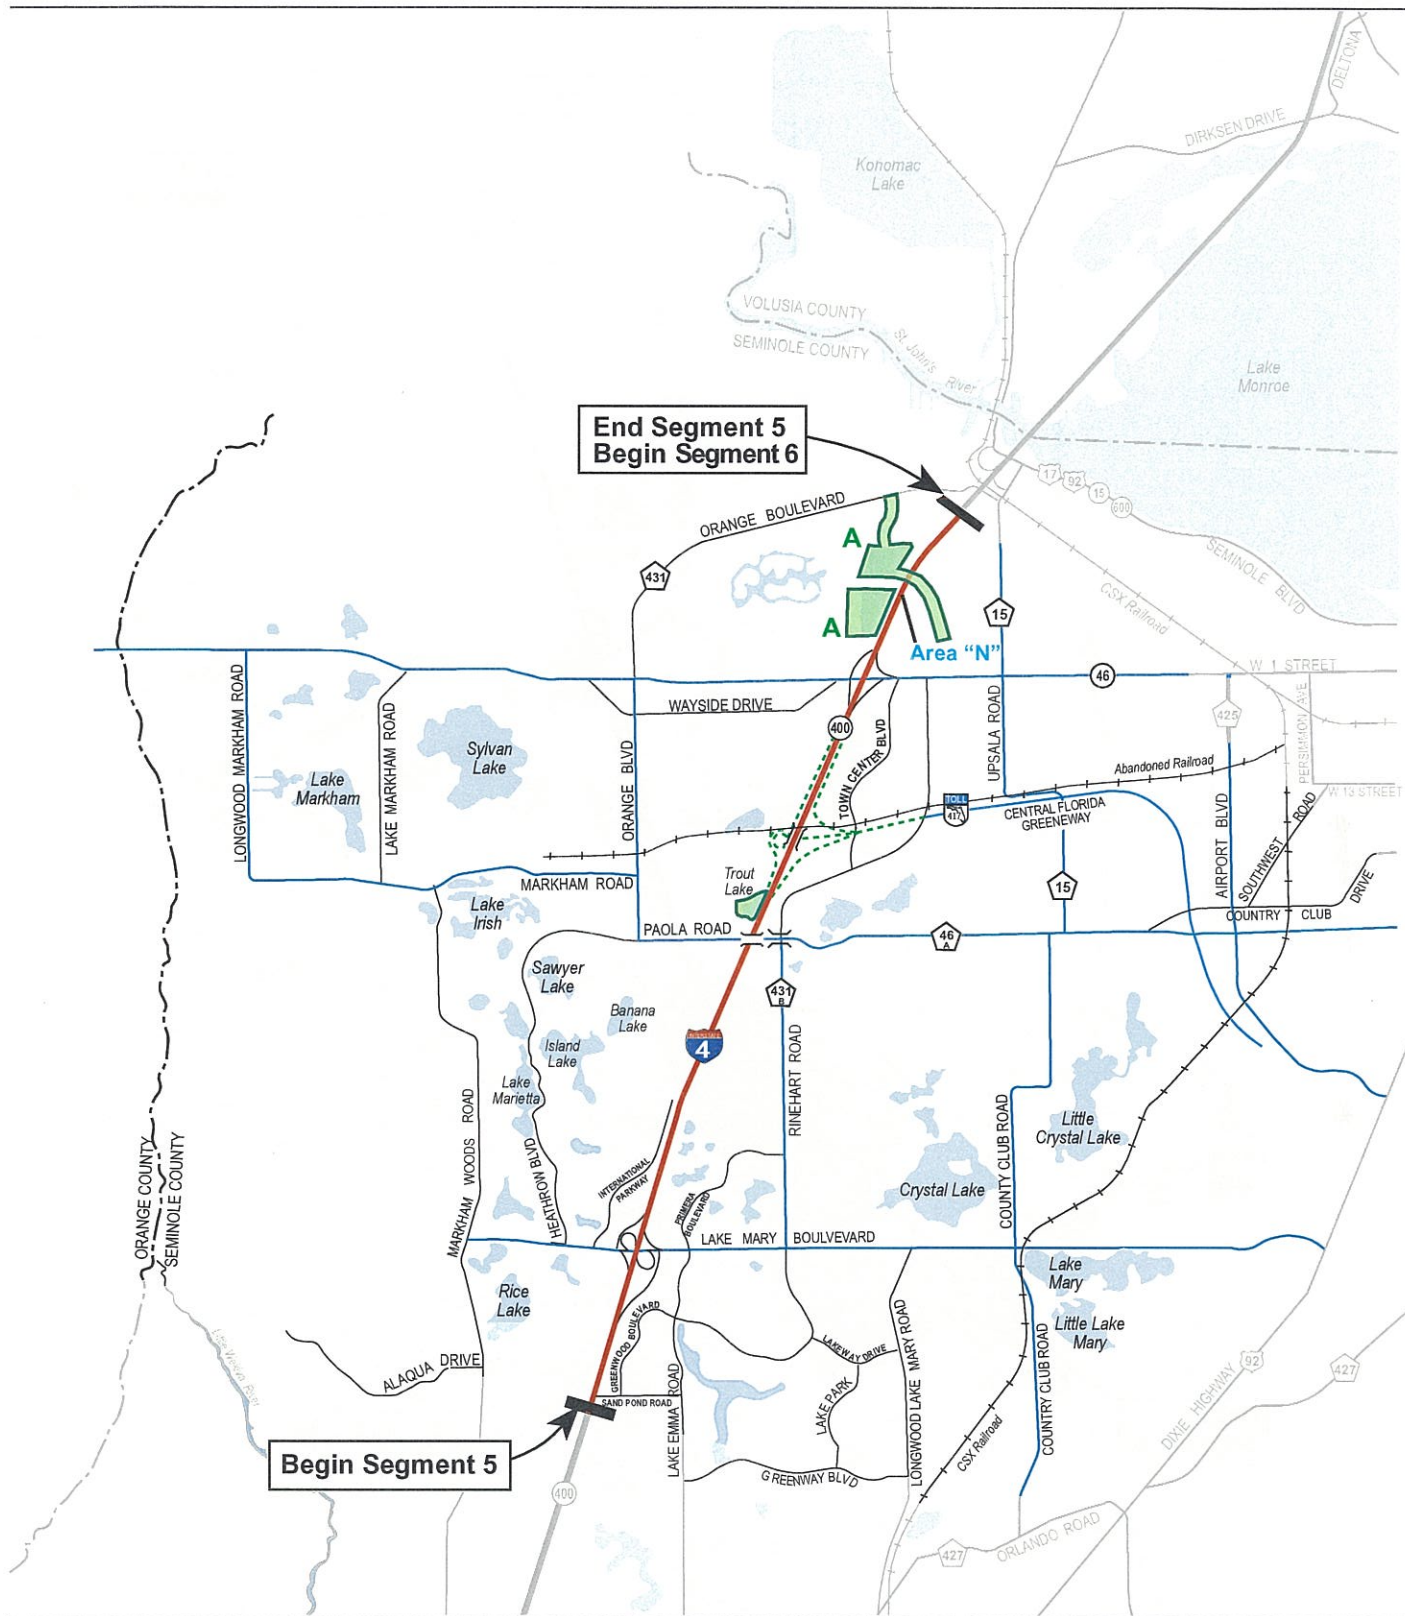 DELTONA
DIRKSEN DRIVE
Konomac
Lake
VOLUSIA COUNTY
SEMINOLE COUNTY
St. John's River
Lake
Monroe
End Segment 5
Begin Segment 6
17
92
15
600
ORANGE BOULEVARD
A
431
SEMINOLE BLVD
CSX Railroad
15
A
Area “N”
W 1 STREET
46
LONGWOOD MARKHAM ROAD
LAKE MARKHAM ROAD
WAYSIDE DRIVE
400
TOWN CENTER BLVD
UPSALA ROAD
425
PERSIMMON AVE
Sylvan
Lake
ORANGE BLVD
Lake
Markham
Abandoned Railroad
W 13 STREET
TOLL
417
CENTRAL FLORIDA
GREENEWAY
AIRPORT BLVD
SOUTHWEST ROAD
Trout
Lake
MARKHAM ROAD
15
Lake
Irish
COUNTRY CLUB DRIVE
PAOLA ROAD
46
A
Sawyer
Lake
431
B
Banana
Lake
Island
Lake
4
RINEHART ROAD
Lake
Marietta
MARKHAM WOODS ROAD
HEATHROW BLVD
COUNTY CLUB ROAD
Little
Crystal Lake
ORANGE COUNTY
SEMINOLE COUNTY
INTERNATIONAL
PARKWAY
PRIMERA
BOULEVARD
Crystal Lake
LAKE MARY BOULVEVARD
Lake
Mary
Rice
Lake
Little Lake
Mary
Little Wekiva River
GREENWOOD BOULEVARD
LAKEWAY DRIVE
LONGWOOD LAKE MARY ROAD
COUNTRY CLUB ROAD
ALAQUA DRIVE
92
427
SAND POND ROAD
LAKE EMMA ROAD
LAKE PARK
DIXIE HIGHWAY
CSX Railroad
Begin Segment 5
GREENWAY BLVD
400
427
ORLANDO ROAD